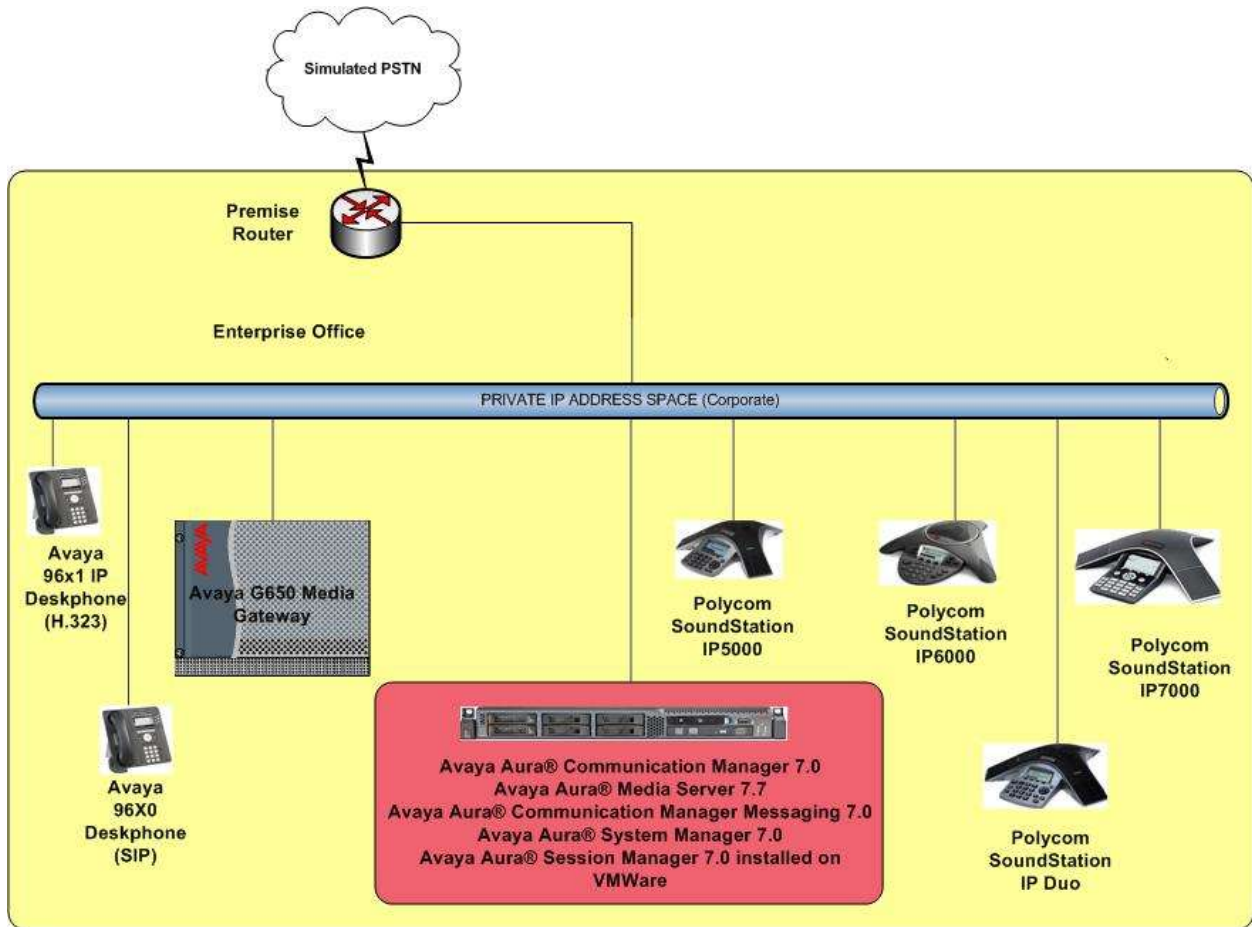 Simulated PSTN
Premise
Router
Enterprise Office
PRIVATE IP ADDRESS SPACE (Corporate)
Avaya
96x1 IP
Deskphone
(H.323)
AVAYA
Avaya G650 Media
Gateway
Polycom
SoundStation
IP5000
Polycom
SoundStation
IP6000
Polycom
SoundStation
IP7000
Avaya
96X0
Deskphone
(SIP)
Avaya Aura® Communication Manager 7.0
Avaya Aura® Media Server 7.7
Avaya Aura® Communication Manager Messaging 7.0
Avaya Aura® System Manager 7.0
Avaya Aura® Session Manager 7.0 installed on
VMWare
Polycom
SoundStation
IP Duo